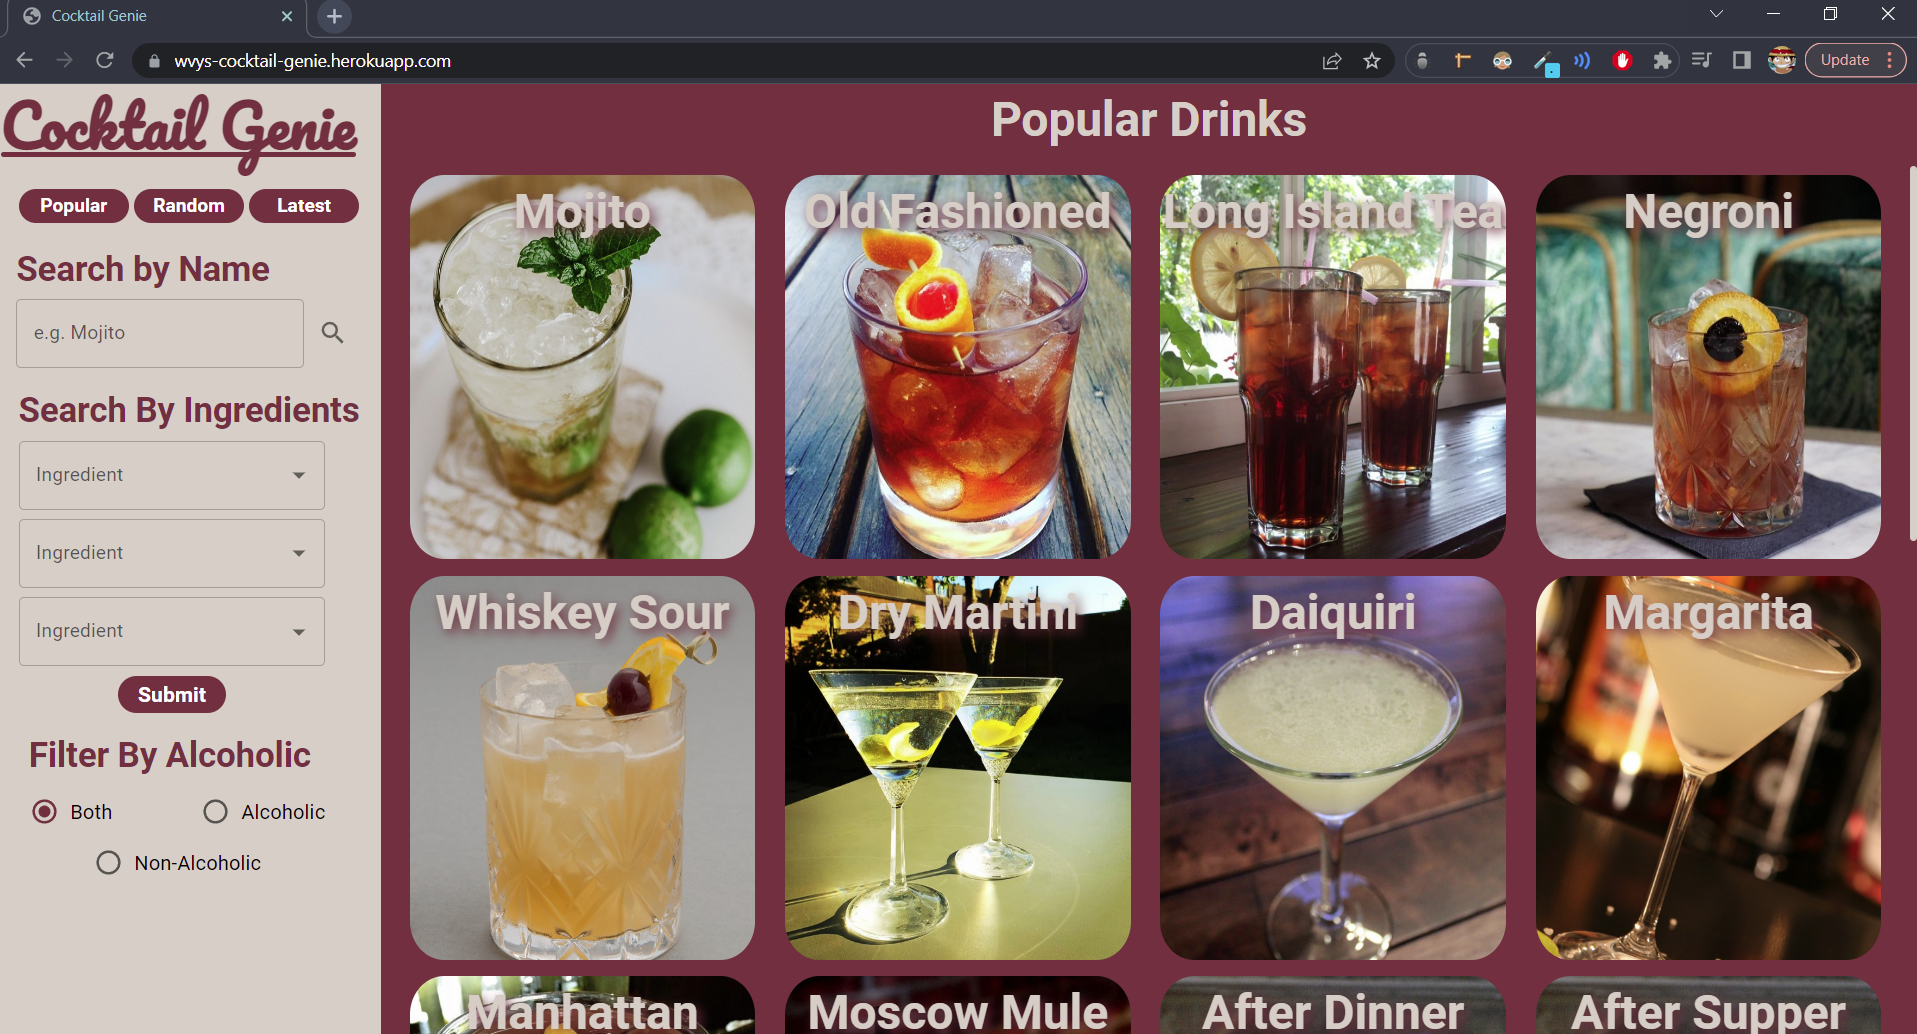 Cocktail Genie
wvys-cocktail-genie.herokuapp.com
Update
Cocktail Genie
Popular
Random
Latest
Search by Name
e.g. Mojito
Search By Ingredients
Ingredient
Ingredient
Ingredient
Submit
Filter By Alcoholic
Both
Alcoholic
Non-Alcoholic
Popular Drinks
Mojito
Old Fashioned
Long Island Tea
Negroni
Whiskey Sour
Dry Martini
Daiquiri
Margarita
Manhattan
Moscow Mule
After Dinner
After Supper